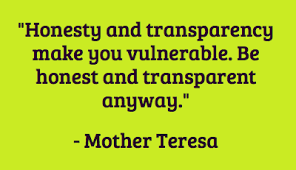 "Honesty and transparency
make you vulnerable. Be
honest and transparent
anyway."
- Mother Teresa